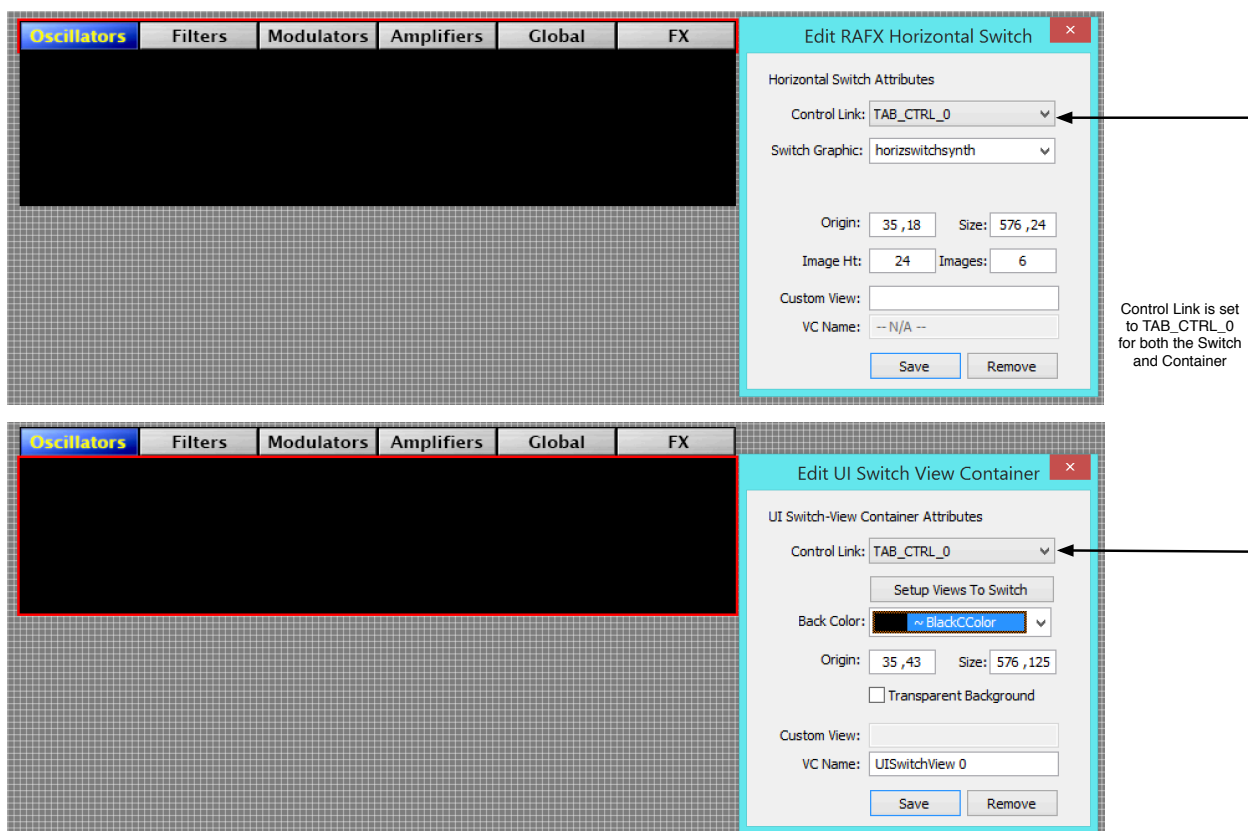 Oscillators Filters Modulators Amplifiers Global FX
Edit RAFX Horizontal Switch
Horizontal Switch Attributes
Control Link: TAB_CTRL_0
Switch Graphic: horizswitchsynth
Origin: 35 ,18 Size: 576 ,24
Image Ht: 24 Images: 6
Custom View:
VC Name: -- N/A --
Save Remove
Control Link is set
to TAB_CTRL_0
for both the Switch
and Container
Oscillators Filters Modulators Amplifiers Global FX
Edit UI Switch View Container
UI Switch-View Container Attributes
Control Link: TAB_CTRL_0
Setup Views To Switch
Back Color: ~ BlackCColor
Origin: 35 ,43 Size: 576 ,125
Transparent Background
Custom View:
VC Name: UISwitchView 0
Save Remove